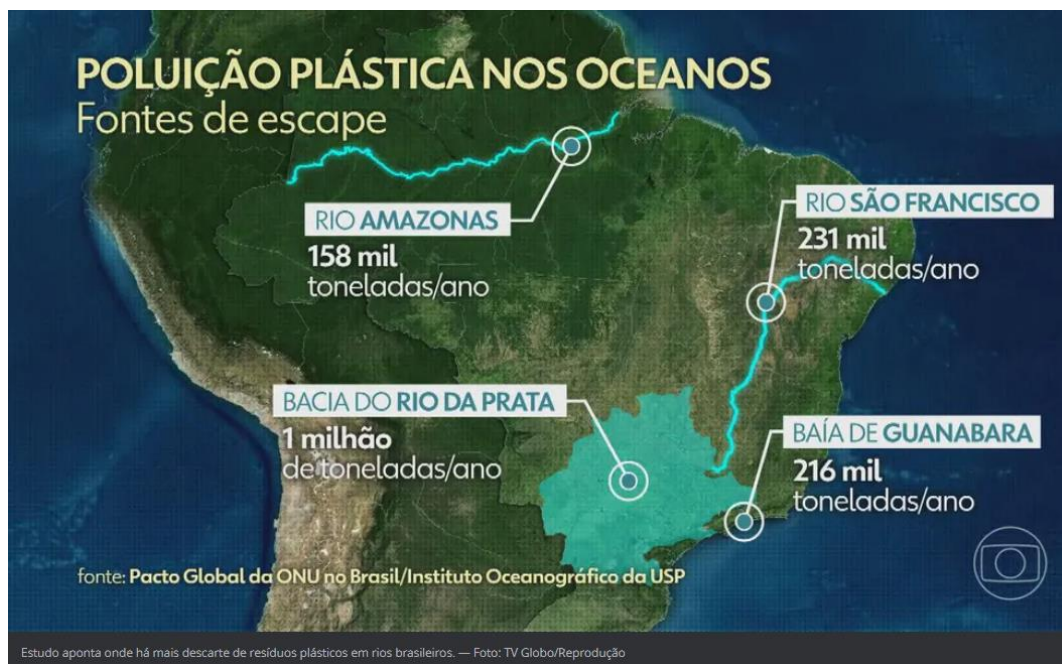 POLUIÇÃO PLÁSTICA NOS OCEANOS
Fontes de escape
RIO AMAZONAS
158 mil
toneladas/ano
RIO SÃO FRANCISCO
231 mil
toneladas/ano
BACIA DO RIO DA PRATA
1 milhão
de toneladas/ano
BAÍA DE GUANABARA
216 mil
toneladas/ano
fonte: Pacto Global da ONU no Brasil/Instituto Oceanográfico da USP
Estudo aponta onde há mais descarte de resíduos plásticos em rios brasileiros. — Foto: TV Globo/Reprodução